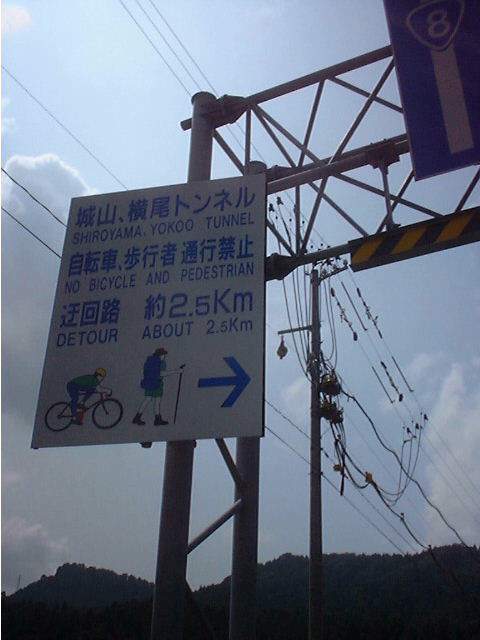 8
城山、横尾トンネル
SHIROYAMA, YOKOO TUNNEL
自転車、歩行者 通行禁止
NO BICYCLE AND PEDESTRIAN
迂回路 約2.5Km
DETOUR ABOUT 2.5Km